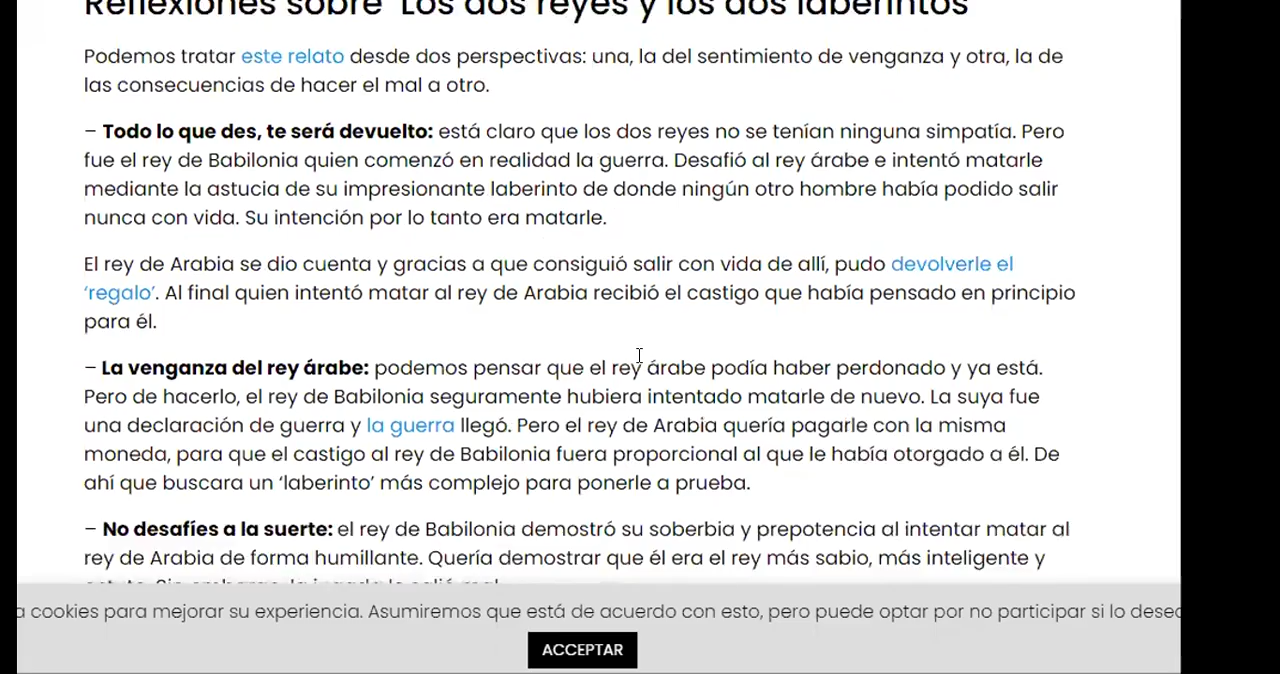 Reflexiones sobre 'Los dos reyes y los dos laberintos'
Podemos tratar este relato desde dos perspectivas: una, la del sentimiento de venganza y otra, la de
las consecuencias de hacer el mal a otro.
– Todo lo que des, te será devuelto: está claro que los dos reyes no se tenían ninguna simpatía. Pero
fue el rey de Babilonia quien comenzó en realidad la guerra. Desafió al rey árabe e intentó matarle
mediante la astucia de su impresionante laberinto de donde ningún otro hombre había podido salir
nunca con vida. Su intención por lo tanto era matarle.
El rey de Arabia se dio cuenta y gracias a que consiguió salir con vida de allí, pudo devolverle el
‘regalo’. Al final quien intentó matar al rey de Arabia recibió el castigo que había pensado en principio
para él.
– La venganza del rey árabe: podemos pensar que el rey árabe podía haber perdonado y ya está.
Pero de hacerlo, el rey de Babilonia seguramente hubiera intentado matarle de nuevo. La suya fue
una declaración de guerra y la guerra llegó. Pero el rey de Arabia quería pagarle con la misma
moneda, para que el castigo al rey de Babilonia fuera proporcional al que le había otorgado a él. De
ahí que buscara un ‘laberinto’ más complejo para ponerle a prueba.
– No desafíes a la suerte: el rey de Babilonia demostró su soberbia y prepotencia al intentar matar al
rey de Arabia de forma humillante. Quería demostrar que él era el rey más sabio, más inteligente y
astuto. Sin embargo, la jugada le salió mal.
a cookies para mejorar su experiencia. Asumiremos que está de acuerdo con esto, pero puede optar por no participar si lo desea
ACCEPTAR